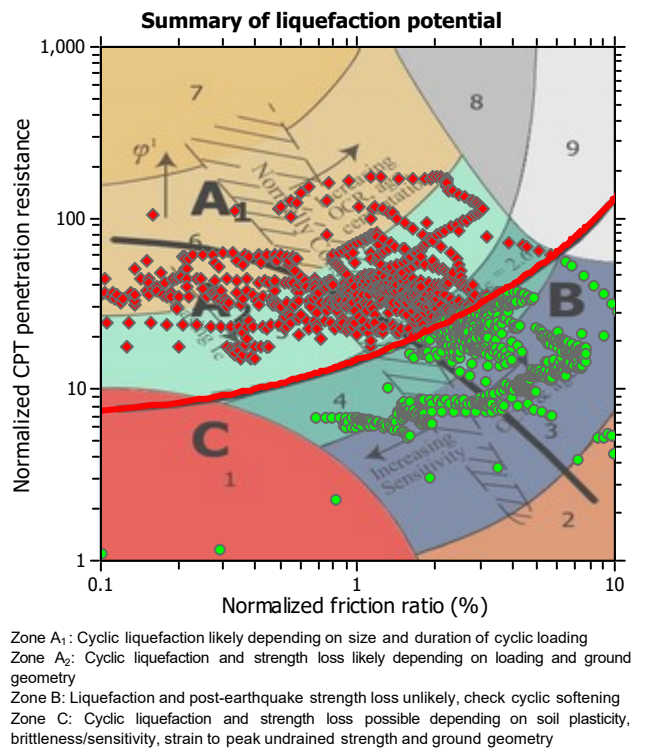 Summary of liquefaction potential
1,000
7
8
9
φ'
Increasing
A1
100
6
B
10
4
3
C
Increasing
Sensitivity
1
2
1
0.1
1
10
Normalized CPT penetration resistance
Normalized friction ratio (%)
Zone A1: Cyclic liquefaction likely depending on size and duration of cyclic loading
Zone A2: Cyclic liquefaction and strength loss likely depending on loading and ground
geometry
Zone B: Liquefaction and post-earthquake strength loss unlikely, check cyclic softening
Zone C: Cyclic liquefaction and strength loss possible depending on soil plasticity,
brittleness/sensitivity, strain to peak undrained strength and ground geometry